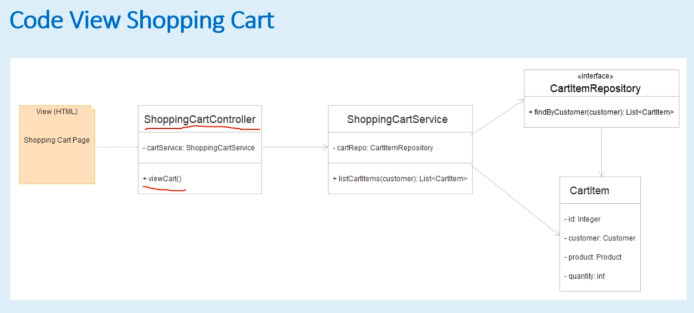 Code View Shopping Cart
View (HTML)
Shopping Cart Page
ShoppingCartController
- cartService: ShoppingCartService
+ viewCart()
ShoppingCartService
- cartRepo: CartItemRepository
+ listCartItems(customer): List<CartItem>
«interface»
CartItemRepository
+ findByCustomer(customer): List<CartItem>
CartItem
- id: Integer
- customer: Customer
- product: Product
- quantity: int